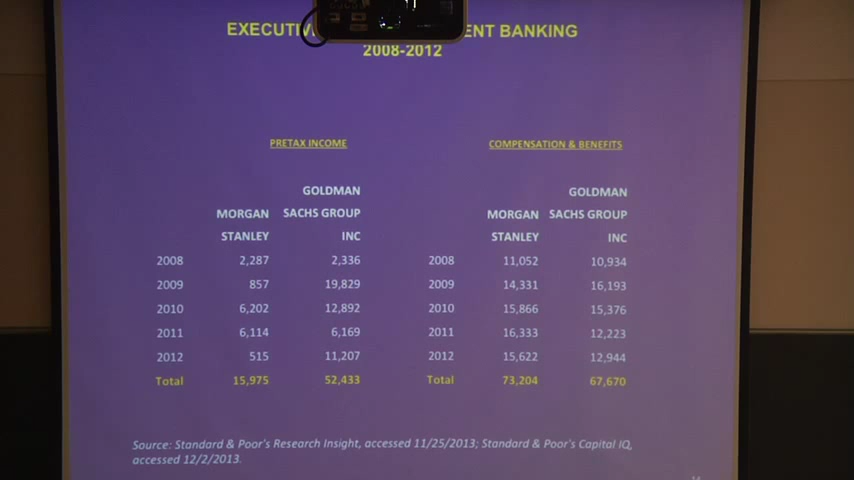 EXECUTIV ENT BANKING
2008-2012
PRETAX INCOME COMPENSATION & BENEFITS
GOLDMAN GOLDMAN
MORGAN SACHS GROUP MORGAN SACHS GROUP
STANLEY INC STANLEY INC
2008 2,287 2,336 2008 11,052 10,934
2009 857 19,829 2009 14,331 16,193
2010 6,202 12,892 2010 15,866 15,376
2011 6,114 6,169 2011 16,333 12,223
2012 515 11,207 2012 15,622 12,944
Total 15,975 52,433 Total 73,204 67,670
Source: Standard & Poor's Research Insight, accessed 11/25/2013; Standard & Poor's Capital IQ,
accessed 12/2/2013.